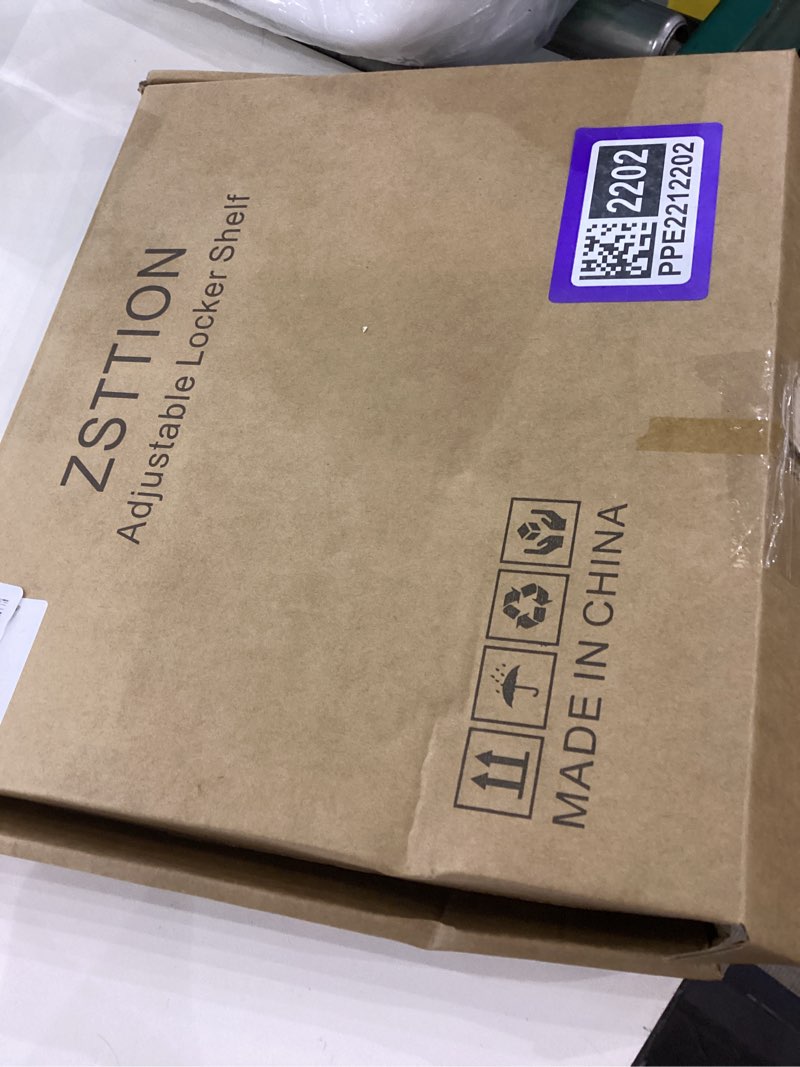 ZSTTION
Adjustable Locker Shelf
2202
PPE2212202
MADE IN CHINA